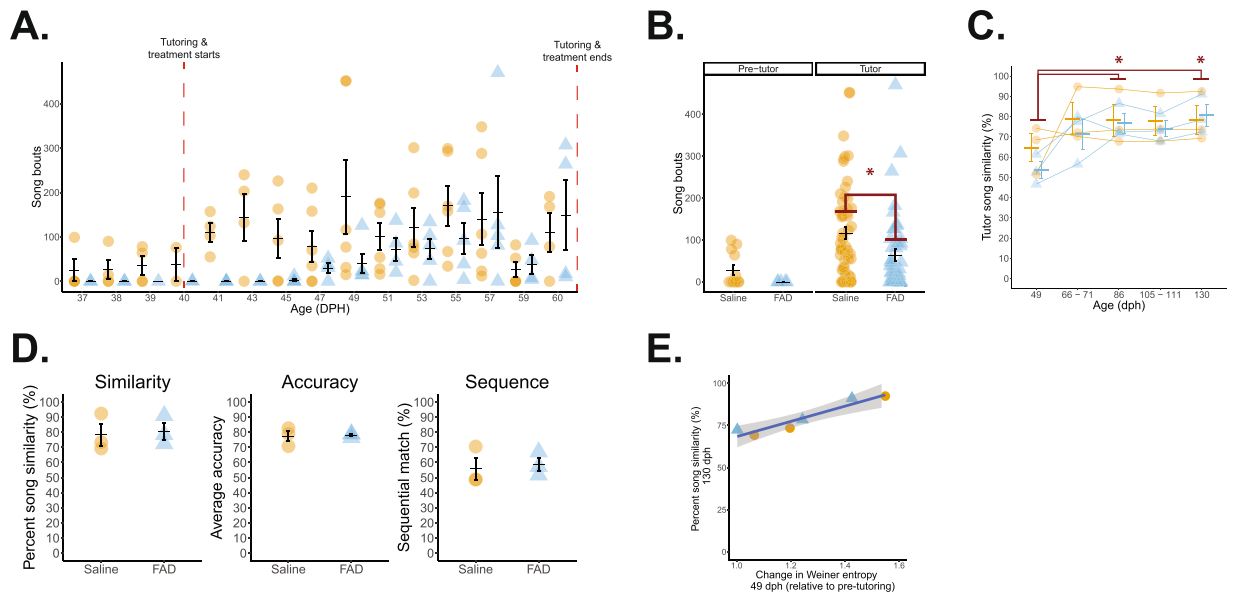 A.
Tutoring &
treatment starts
Tutoring &
treatment ends
Song bouts
400
300
200
100
0
37 38 39 40 41 43 45 47 49 51 53 55 57 59 60
Age (DPH)
B.
Pre-tutor Tutor
Song bouts
400
300
200
100
0
*
Saline FAD Saline FAD
C.
* *
Tutor song similarity (%)
100
90
80
70
60
50
40
30
20
10
0
49 66 - 71 86 105 - 111 130
Age (dph)
D.
Similarity
Percent song similarity (%)
100
90
80
70
60
50
40
30
20
10
0
Saline FAD
Accuracy
Average accuracy
100
90
80
70
60
50
40
30
20
10
0
Saline FAD
Sequence
Sequential match (%)
100
90
80
70
60
50
40
30
20
10
0
Saline FAD
E.
Percent song similarity (%)
130 dph
100
75
50
25
0
1.0 1.2 1.4 1.6
Change in Weiner entropy
49 dph (relative to pre-tutoring)